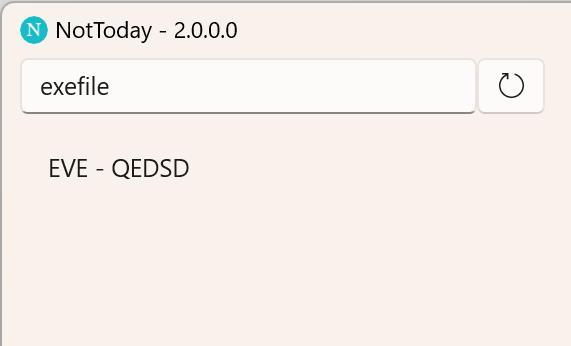 N NotToday - 2.0.0.0
exefile
EVE - QEDSD